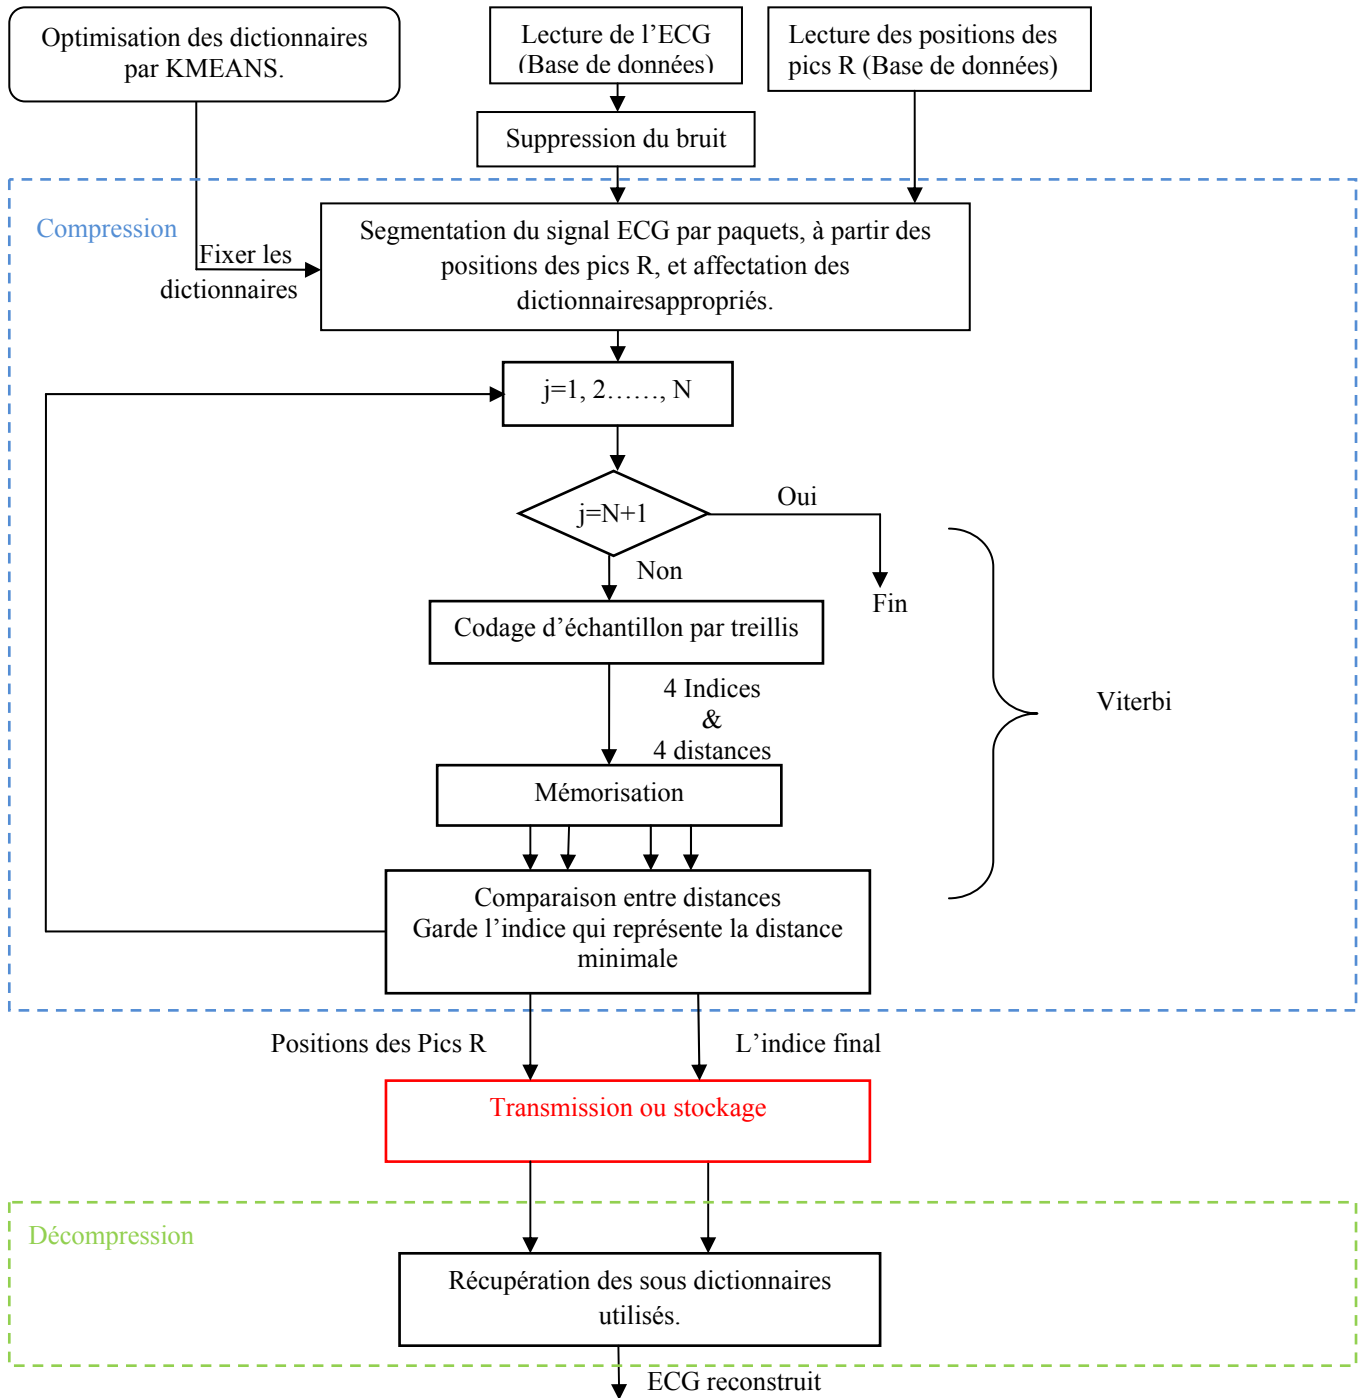 Optimisation des dictionnaires
par KMEANS.
Lecture de l’ECG
(Base de données)
Lecture des positions des
pics R (Base de données)
Suppression du bruit
Compression
Fixer les
dictionnaires
Segmentation du signal ECG par paquets, à partir des
positions des pics R, et affectation des
dictionnairesappropriés.
j=1, 2……, N
j=N+1
Oui
Non
Fin
Codage d’échantillon par treillis
4 Indices
&
4 distances
Viterbi
Mémorisation
Comparaison entre distances
Garde l’indice qui représente la distance
minimale
Positions des Pics R
L’indice final
Transmission ou stockage
Décompression
Récupération des sous dictionnaires
utilisés.
ECG reconstruit